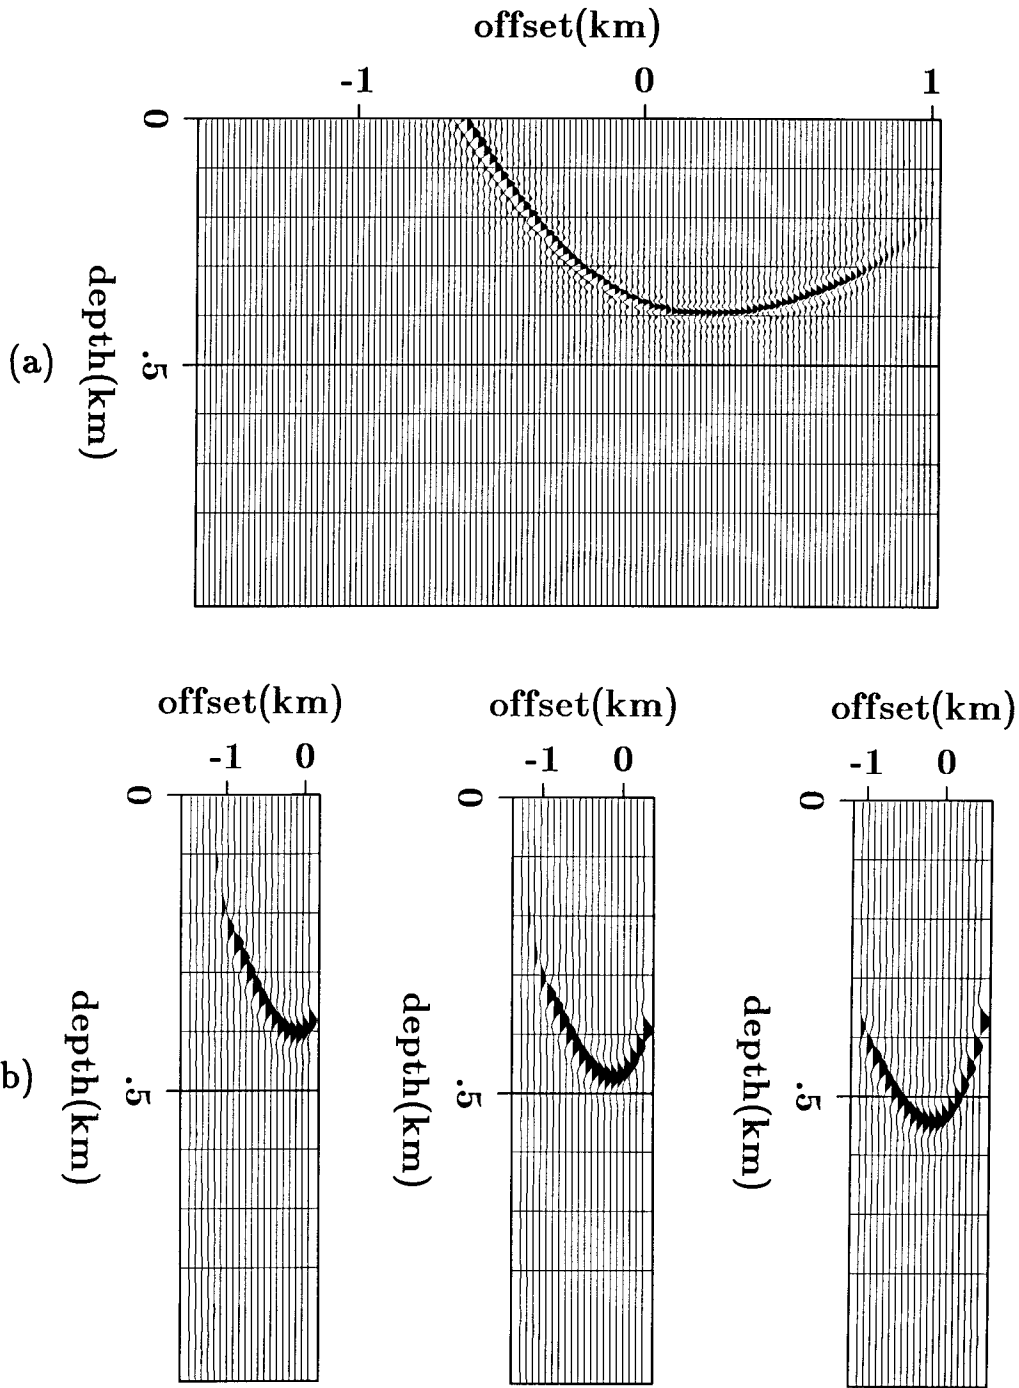 offset(km)
-1 0 1
0
.5
depth(km)
(a)
offset(km) offset(km) offset(km)
-1 0 -1 0 -1 0
0 0 0
.5 .5 .5
depth(km) depth(km) depth(km)
b)